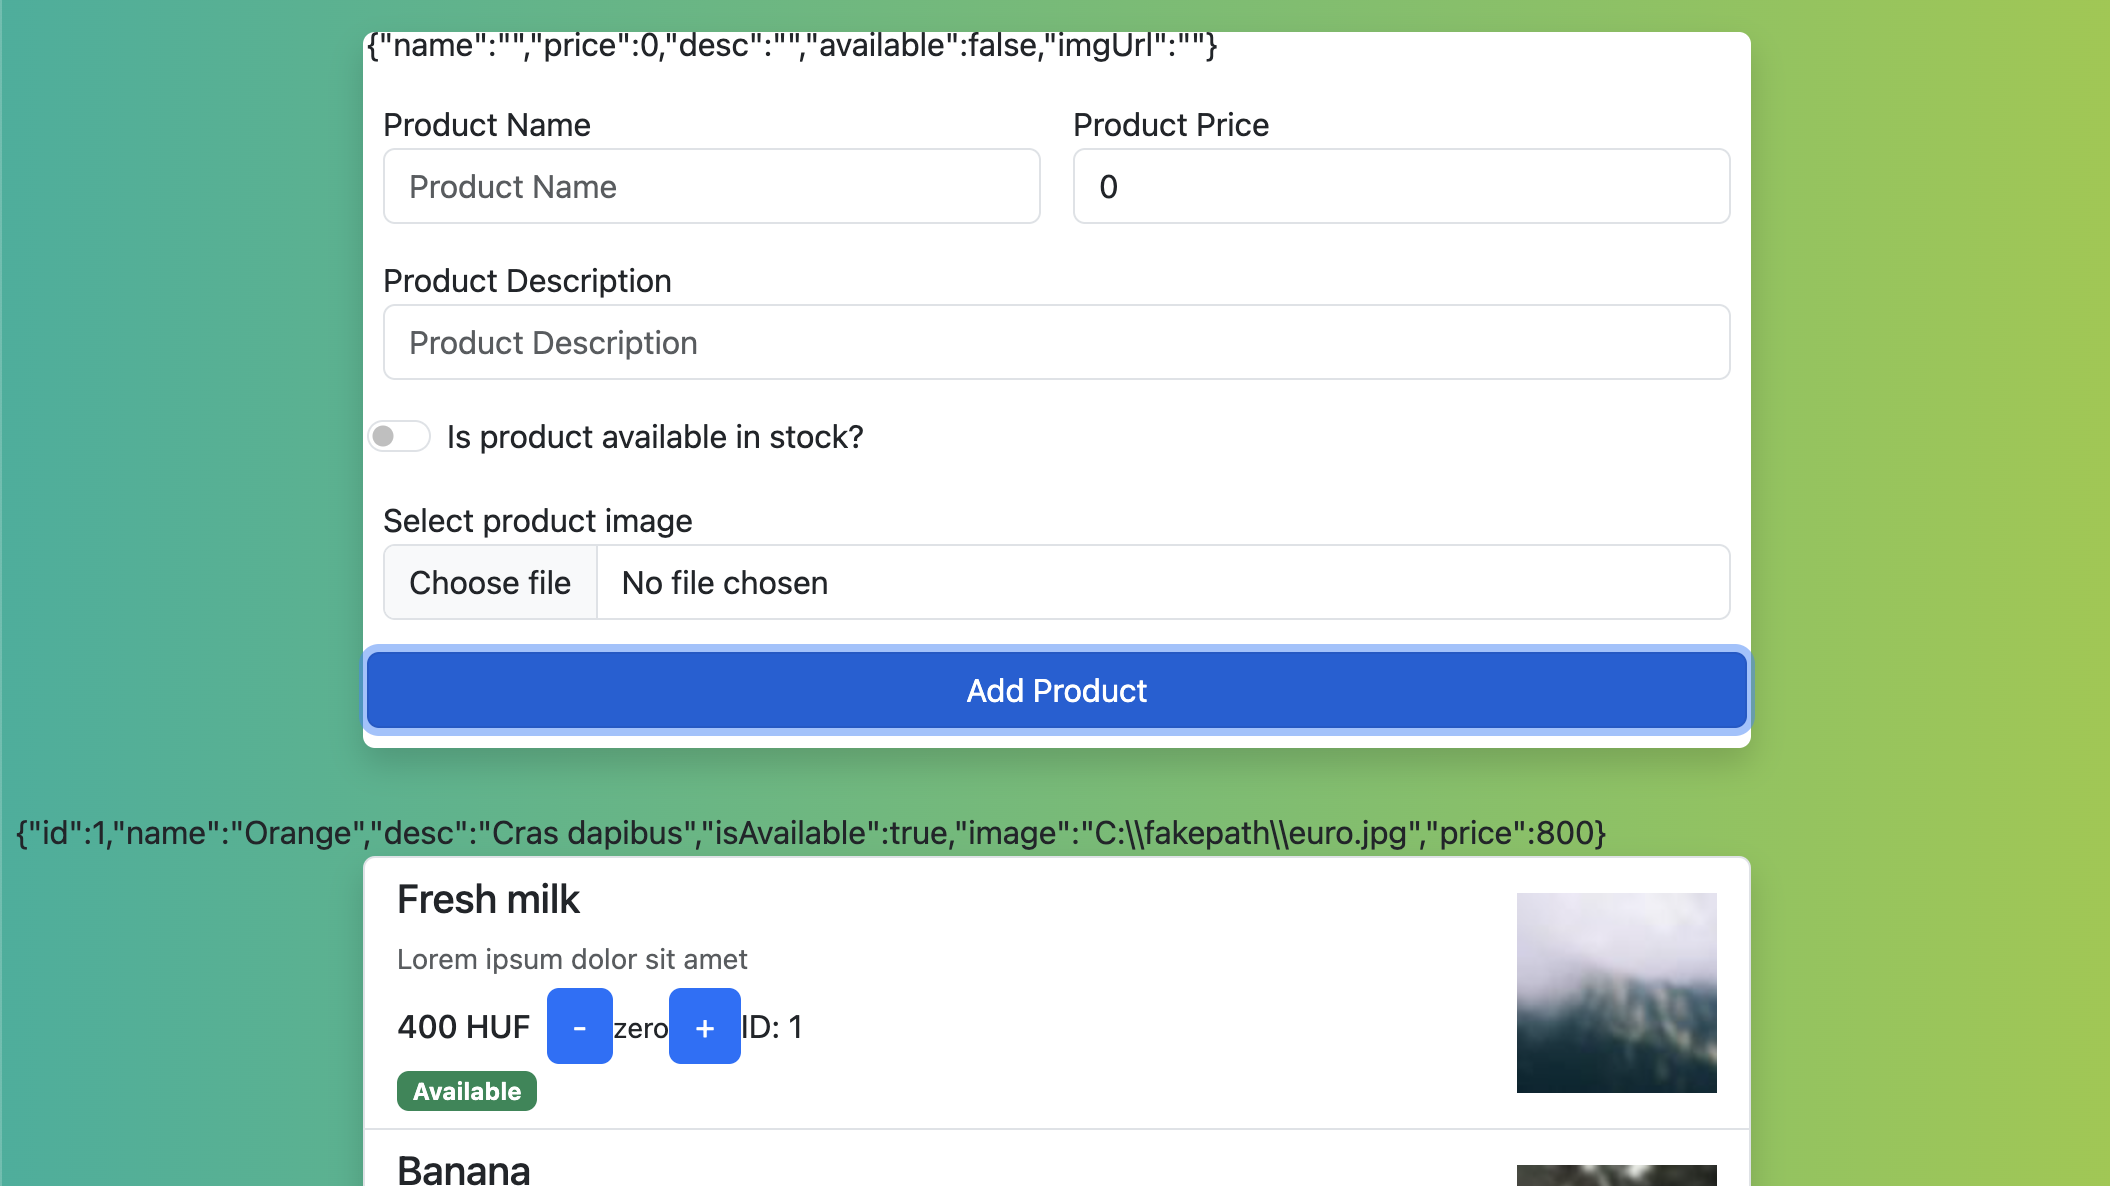 {"name":"","price":0,"desc":"","available":false,"imgUrl":""}
Product Name
Product Price
Product Name
0
Product Description
Product Description
Is product available in stock?
Select product image
Choose file
No file chosen
Add Product
{"id":1,"name":"Orange","desc":"Cras dapibus","isAvailable":true,"image":"C:\\fakepath\\euro.jpg","price":800}
Fresh milk
Lorem ipsum dolor sit amet
400 HUF - zero + ID: 1
Available
Banana